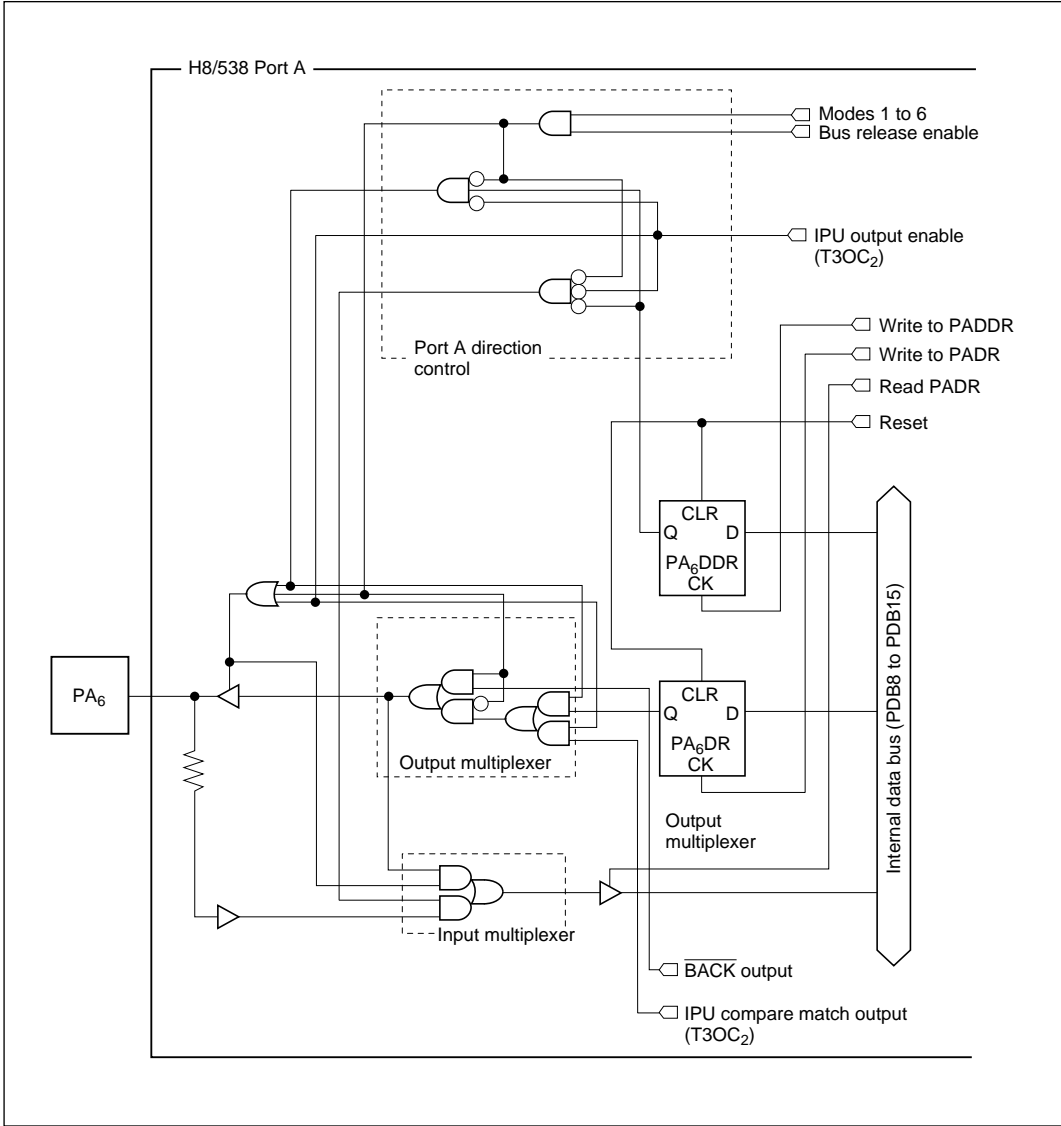 H8/538 Port A
Modes 1 to 6
Bus release enable
IPU output enable
(T3OC₂)
Port A direction
control
Write to PADDR
Write to PADR
Read PADR
Reset
CLR
Q D
PA₆DDR
CK
Internal data bus (PDB8 to PDB15)
PA₆
CLR
Q D
PA₆DR
CK
Output multiplexer
Output
multiplexer
Input multiplexer
B̅A̅C̅K̅ output
IPU compare match output
(T3OC₂)